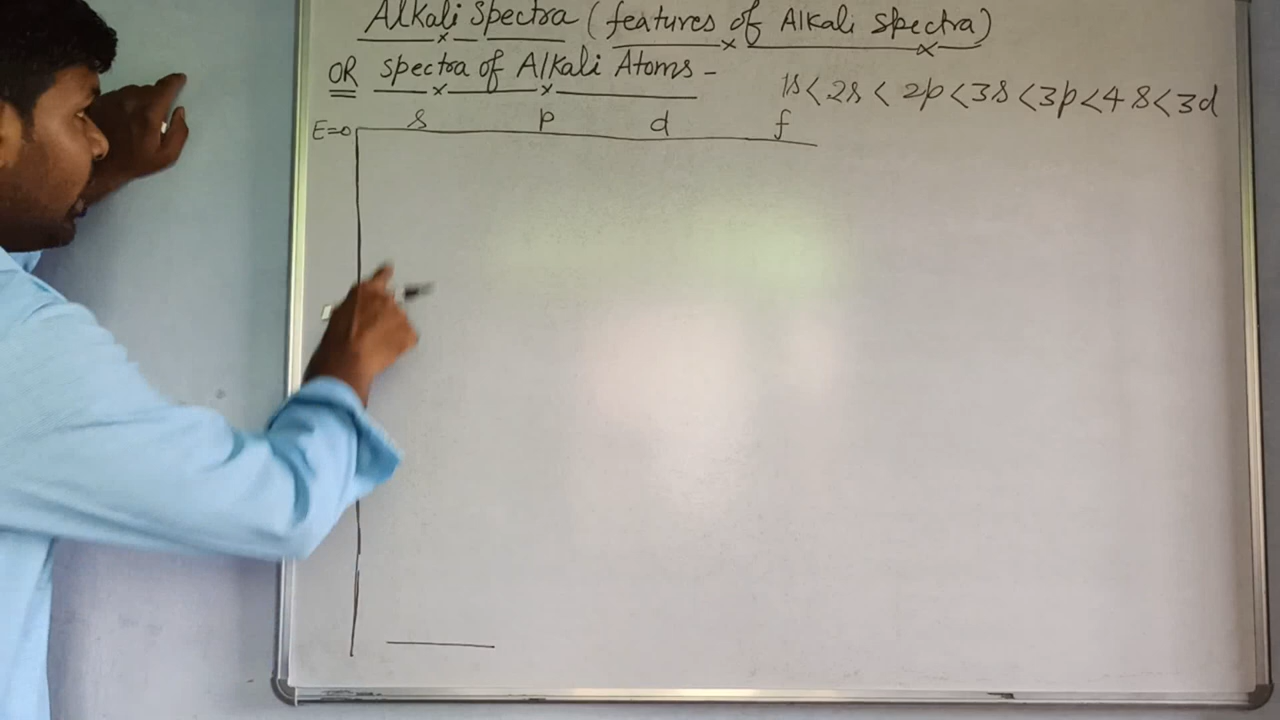 Alkali Spectra (features of Alkali spectra)
OR spectra of Alkali Atoms -
1s < 2s < 2p < 3s < 3p < 4s < 3d
s p d f
E=0